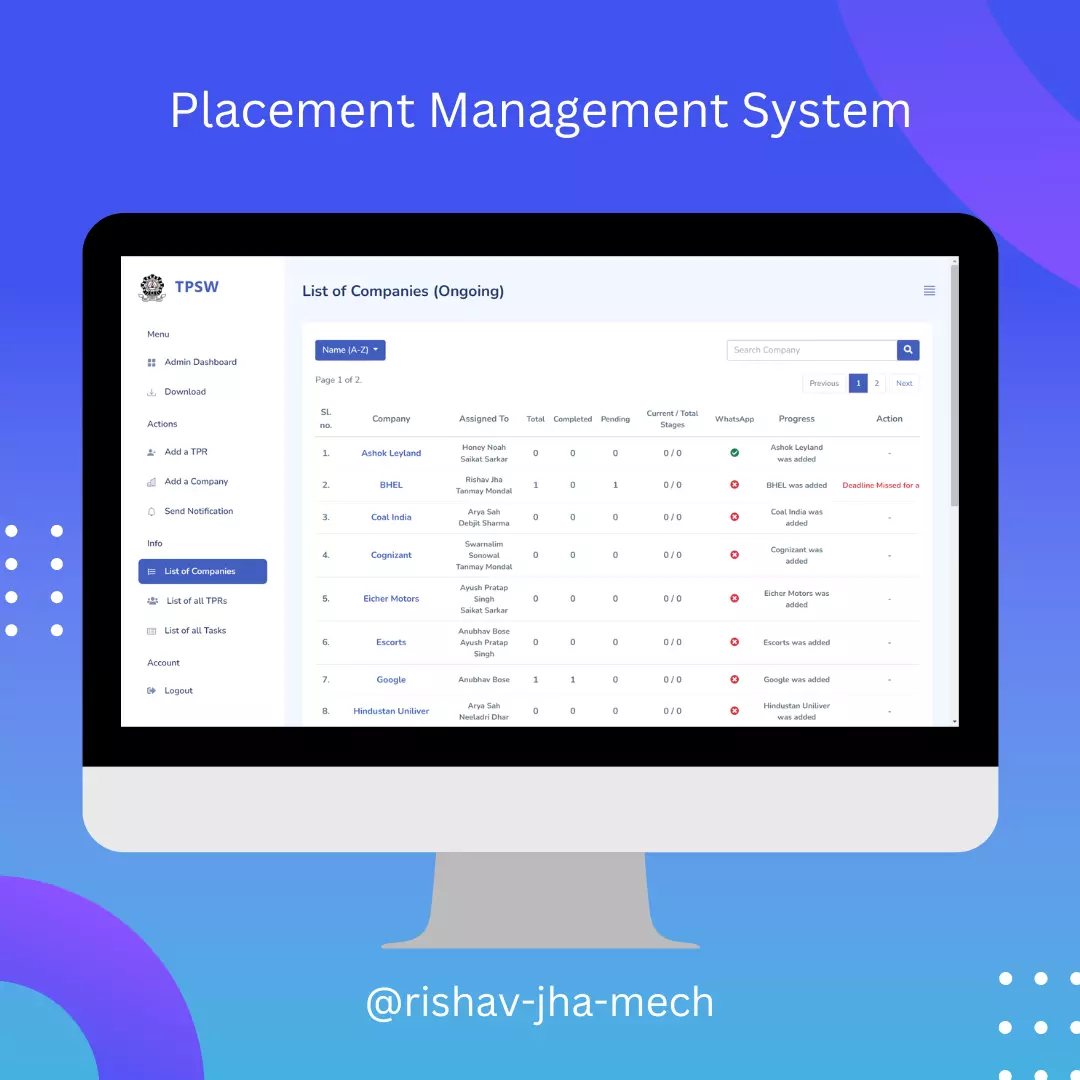 Placement Management System
TPSW
Menu
Admin Dashboard
Download
Actions
Add a TPR
Add a Company
Send Notification
Info
List of Companies
List of all TPRs
List of all Tasks
Account
Logout
List of Companies (Ongoing)
Name (A-Z)
Search Company
Page 1 of 2.
Previous 1 2 Next
Sl. no. Company Assigned To Total Completed Pending Current / Total Stages WhatsApp Progress Action
1. Ashok Leyland Honey Noah Saikat Sarkar 0 0 0 0 / 0 Ashok Leyland was added -
2. BHEL Rishav Jha Tanmay Mondal 1 0 1 0 / 0 BHEL was added Deadline Missed for a
3. Coal India Arya Sah Debjit Sharma 0 0 0 0 / 0 Coal India was added -
4. Cognizant Swarnalim Sonowal Tanmay Mondal 0 0 0 0 / 0 Cognizant was added -
5. Eicher Motors Ayush Pratap Singh Saikat Sarkar 0 0 0 0 / 0 Eicher Motors was added -
6. Escorts Anubhav Bose Ayush Pratap Singh 0 0 0 0 / 0 Escorts was added -
7. Google Anubhav Bose 1 1 0 0 / 0 Google was added -
8. Hindustan Uniliver Arya Sah Neeladri Dhar 0 0 0 0 / 0 Hindustan Uniliver was added -
@rishav-jha-mech